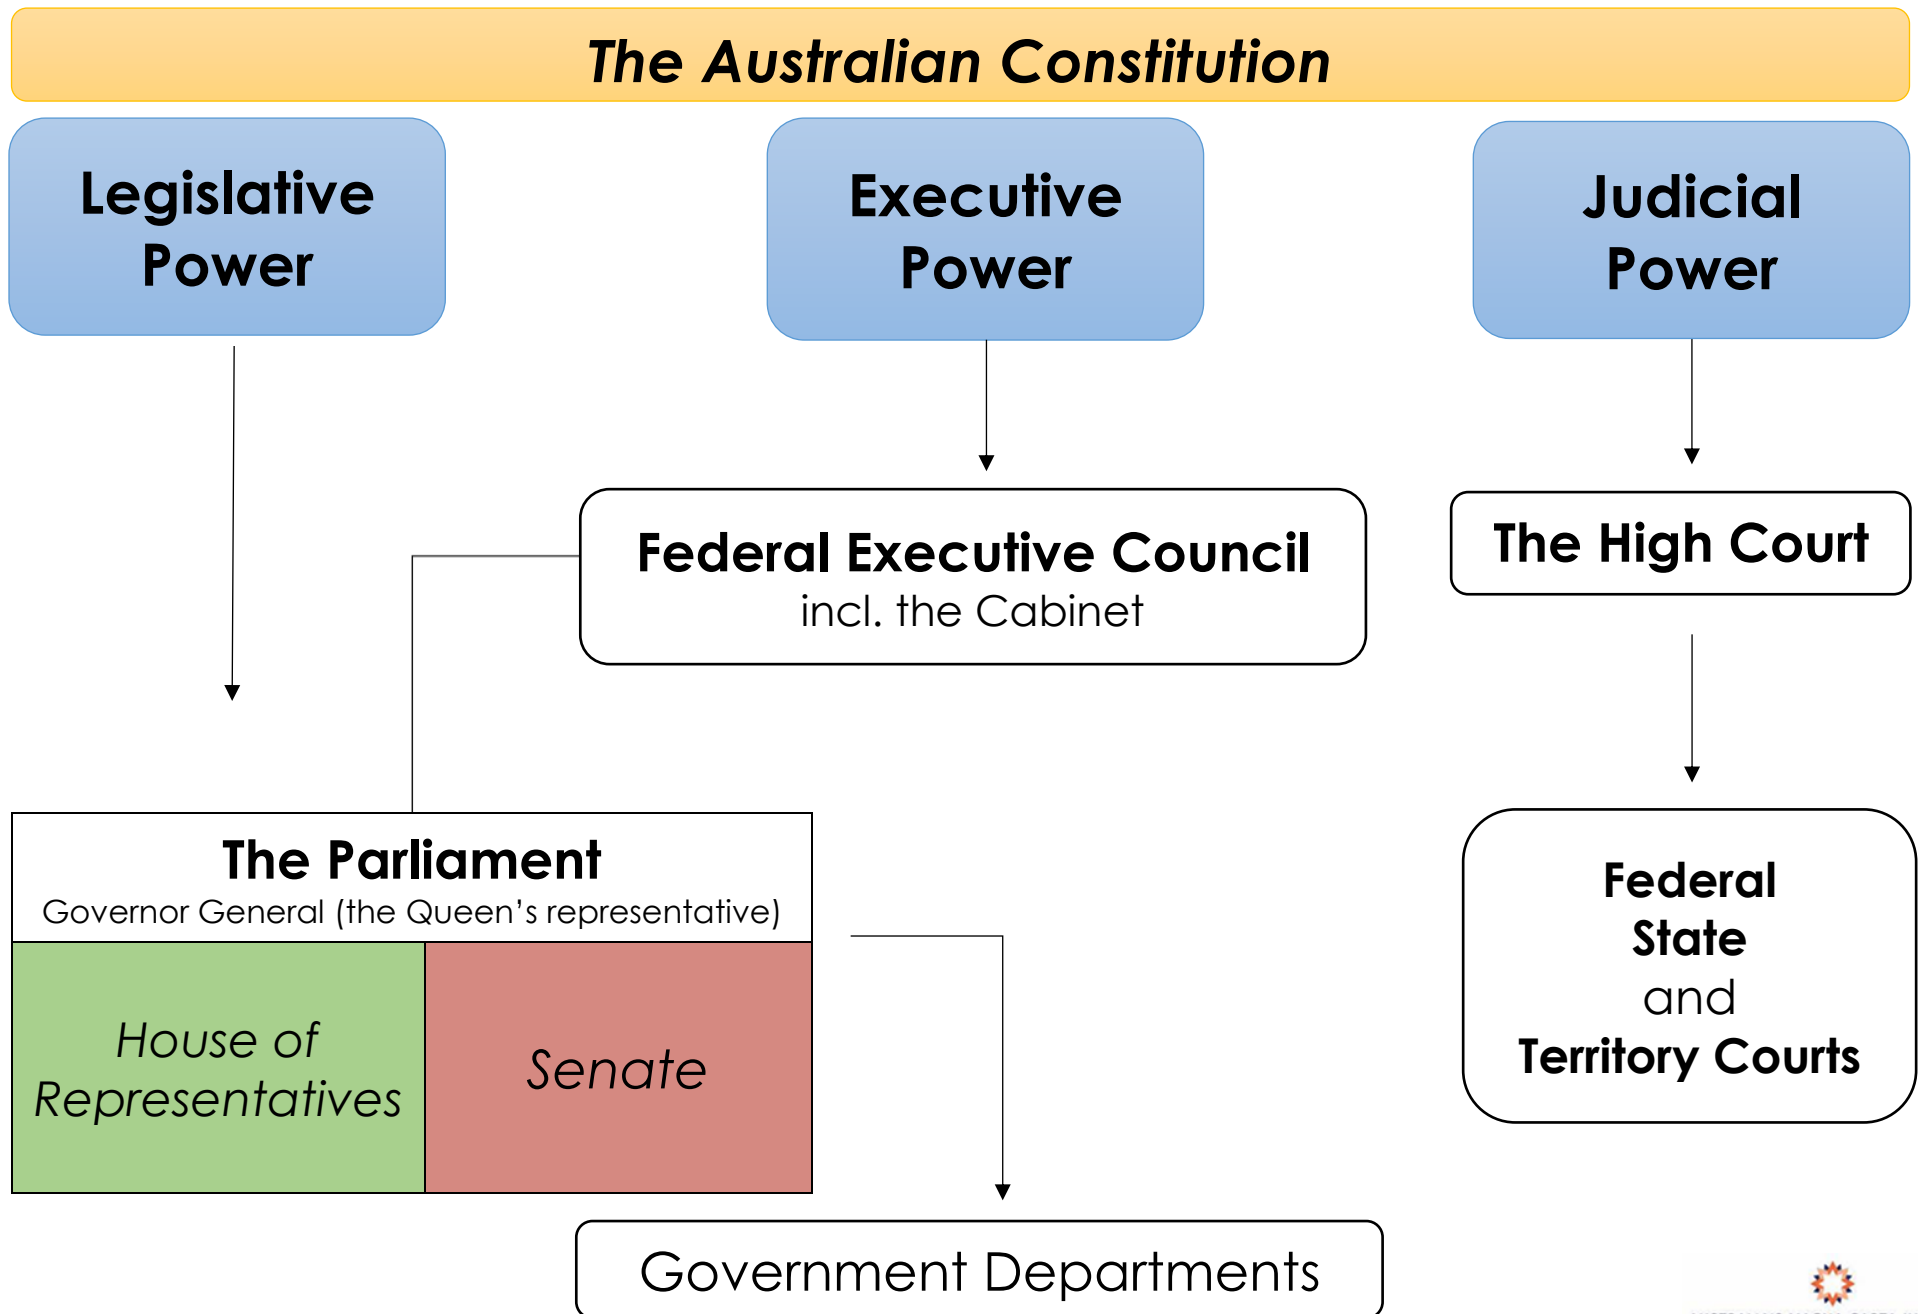 The Australian Constitution
Legislative
Power
Executive
Power
Judicial
Power
Federal Executive Council
incl. the Cabinet
The High Court
The Parliament
Governor General (the Queen's representative)
House of
Representatives
Senate
Federal
State
and
Territory Courts
Government Departments